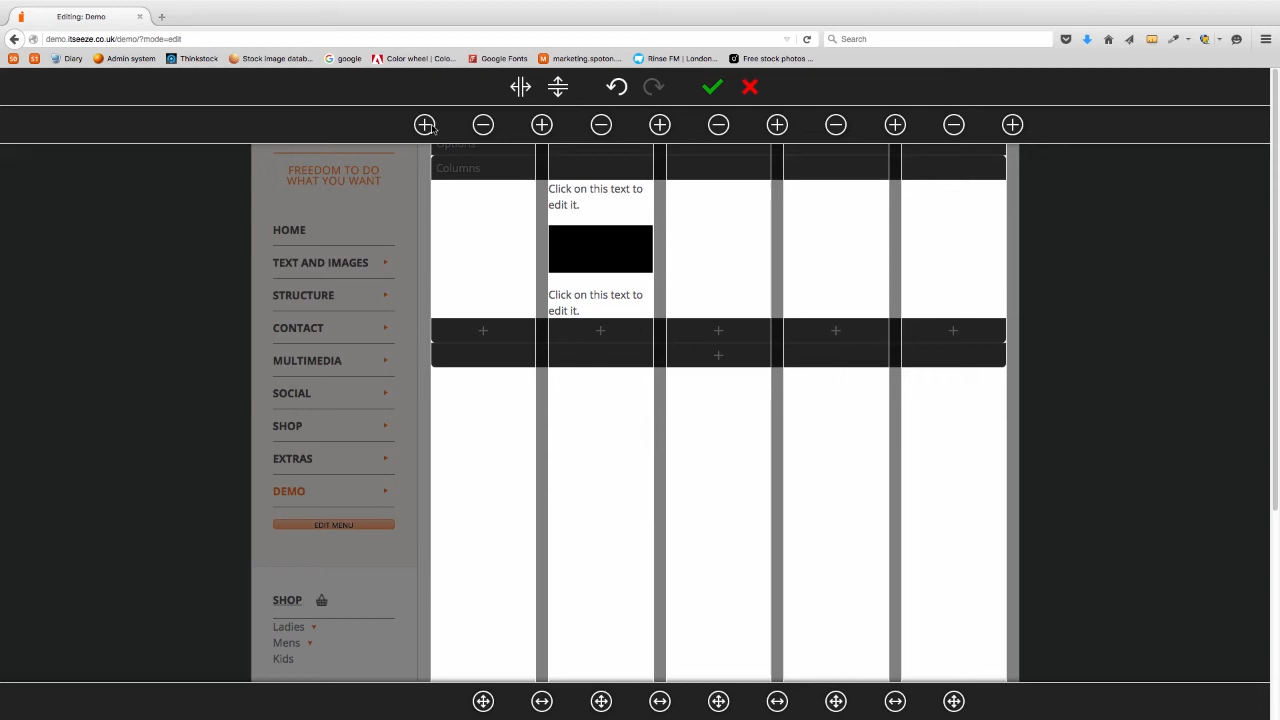 Editing: Demo
demo.itseeze.co.uk/demo/?mode=edit
Search
S0
S1
Diary
Admin system
Thinkstock
Stock image datab...
google
Color wheel | Colo...
Google Fonts
marketing.spoton....
Rinse FM | London...
Free stock photos ...
Options
Columns
FREEDOM TO DO
WHAT YOU WANT
HOME
TEXT AND IMAGES
STRUCTURE
CONTACT
MULTIMEDIA
SOCIAL
SHOP
EXTRAS
DEMO
EDIT MENU
SHOP
Ladies
Mens
Kids
Click on this text to
edit it.
Click on this text to
edit it.